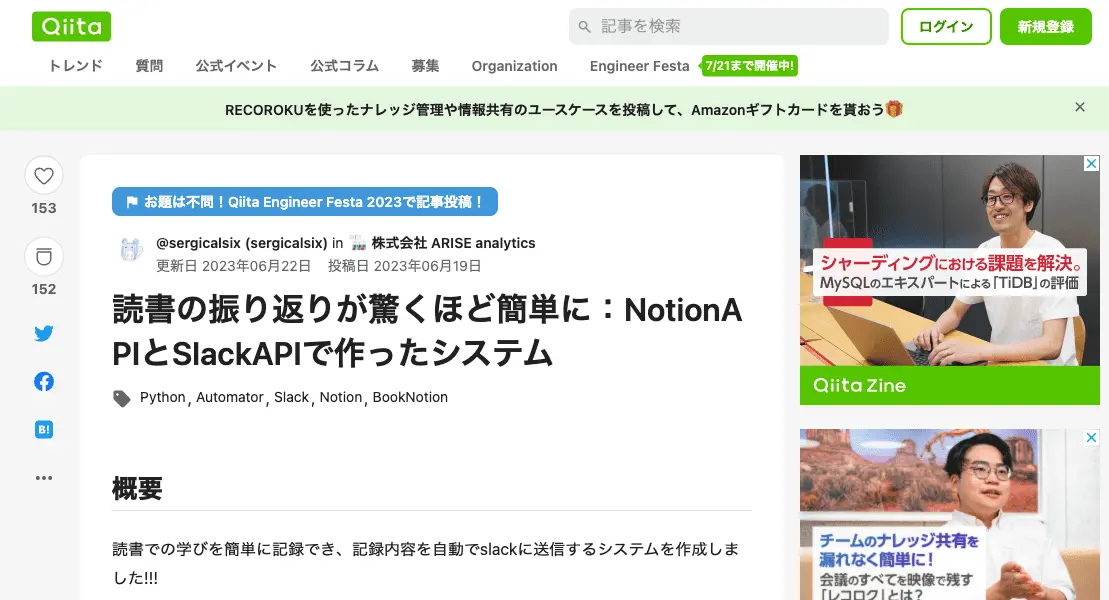 Qiita
記事を検索
ログイン
新規登録
トレンド 質問 公式イベント 公式コラム 募集 Organization Engineer Festa 7/21まで開催中!
RECOROKUを使ったナレッジ管理や情報共有のユースケースを投稿して、Amazonギフトカードを貰おう🎁
153
152
B!
お題は不問！Qiita Engineer Festa 2023で記事投稿！
@sergicalsix (sergicalsix) in 株式会社 ARISE analytics
更新日 2023年06月22日 投稿日 2023年06月19日
読書の振り返りが驚くほど簡単に：NotionA
PIとSlackAPIで作ったシステム
Python, Automator, Slack, Notion, BookNotion
概要
読書での学びを簡単に記録でき、記録内容を自動でslackに送信するシステムを作成しま
した!!!
シャーディングにおける課題を解決。
MySQLのエキスパートによる「TiDB」の評価
Qiita Zine
チームのナレッジ共有を
漏れなく簡単に！
会議のすべてを映像で残す
「レコロク」とは？